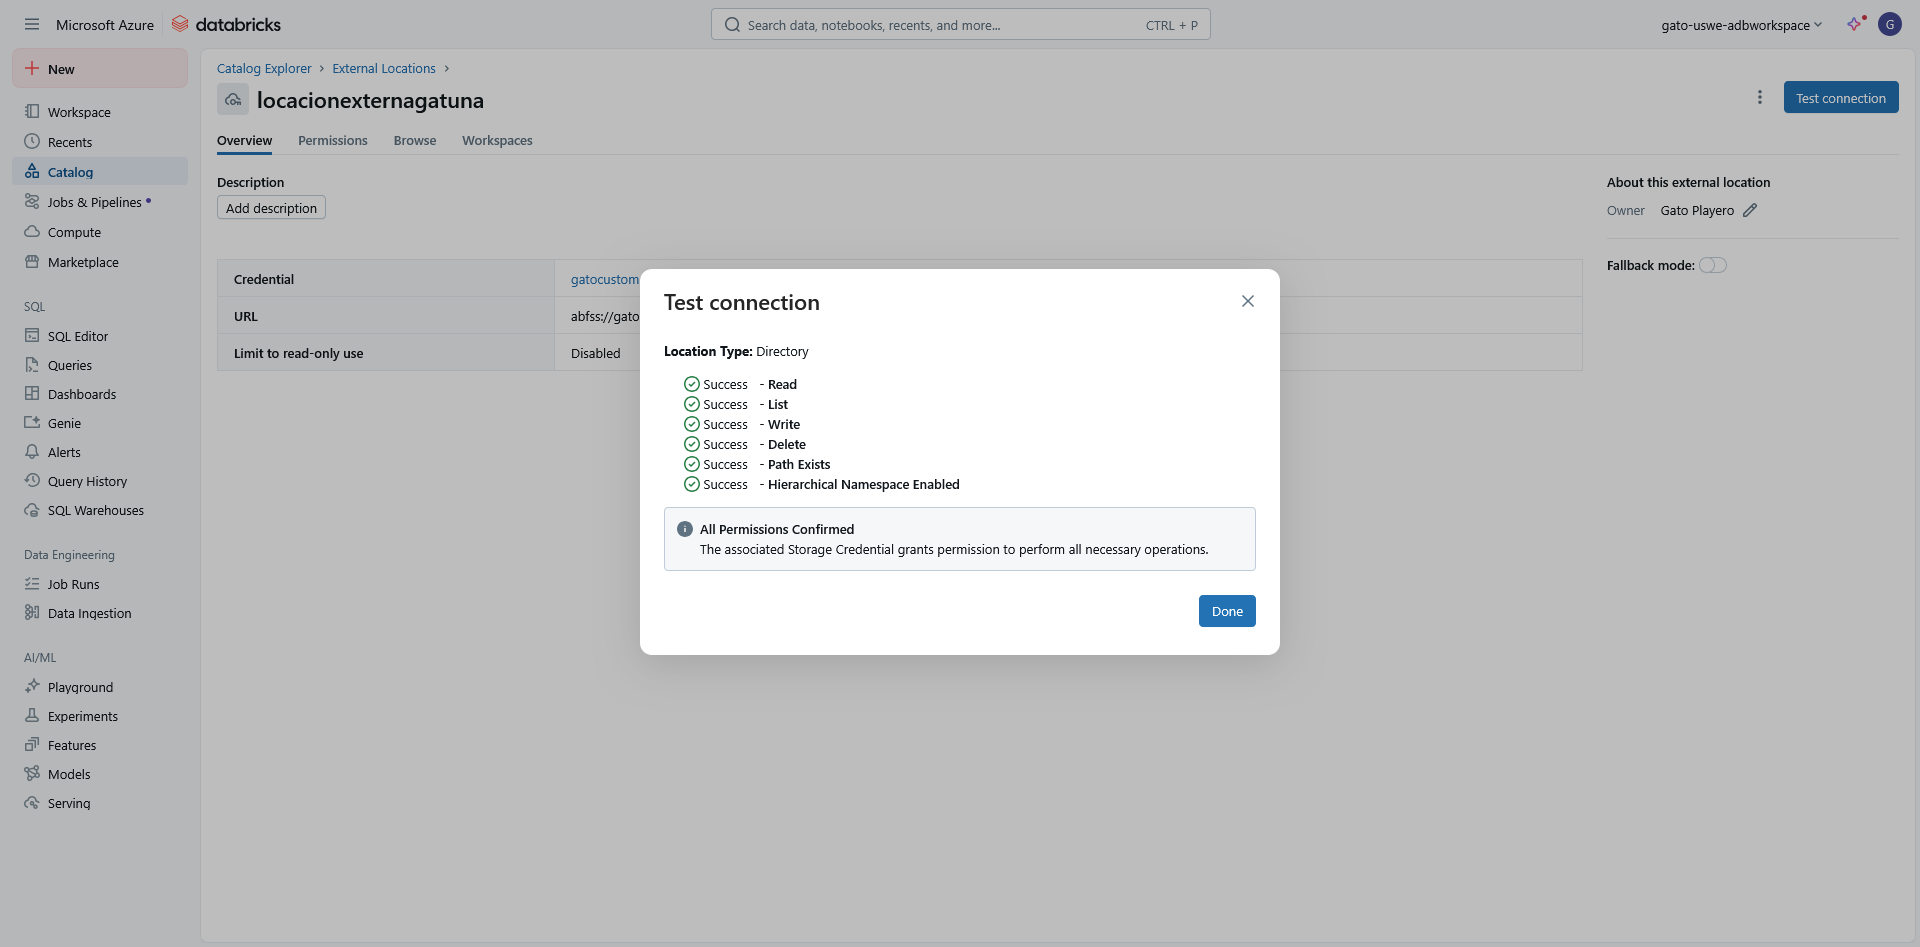 Microsoft Azure
databricks
Search data, notebooks, recents, and more...
CTRL + P
gato-uswe-adbworkspace
G
New
Workspace
Recents
Catalog
Jobs & Pipelines
Compute
Marketplace
SQL
SQL Editor
Queries
Dashboards
Genie
Alerts
Query History
SQL Warehouses
Data Engineering
Job Runs
Data Ingestion
AI/ML
Playground
Experiments
Features
Models
Serving
Catalog Explorer › External Locations ›
locacionexternagatuna
Test connection
Overview
Permissions
Browse
Workspaces
Description
Add description
Credential
gatocustom
URL
abfss://gato
Limit to read-only use
Disabled
About this external location
Owner Gato Playero
Fallback mode:
Test connection
Location Type: Directory
Success - Read
Success - List
Success - Write
Success - Delete
Success - Path Exists
Success - Hierarchical Namespace Enabled
All Permissions Confirmed
The associated Storage Credential grants permission to perform all necessary operations.
Done